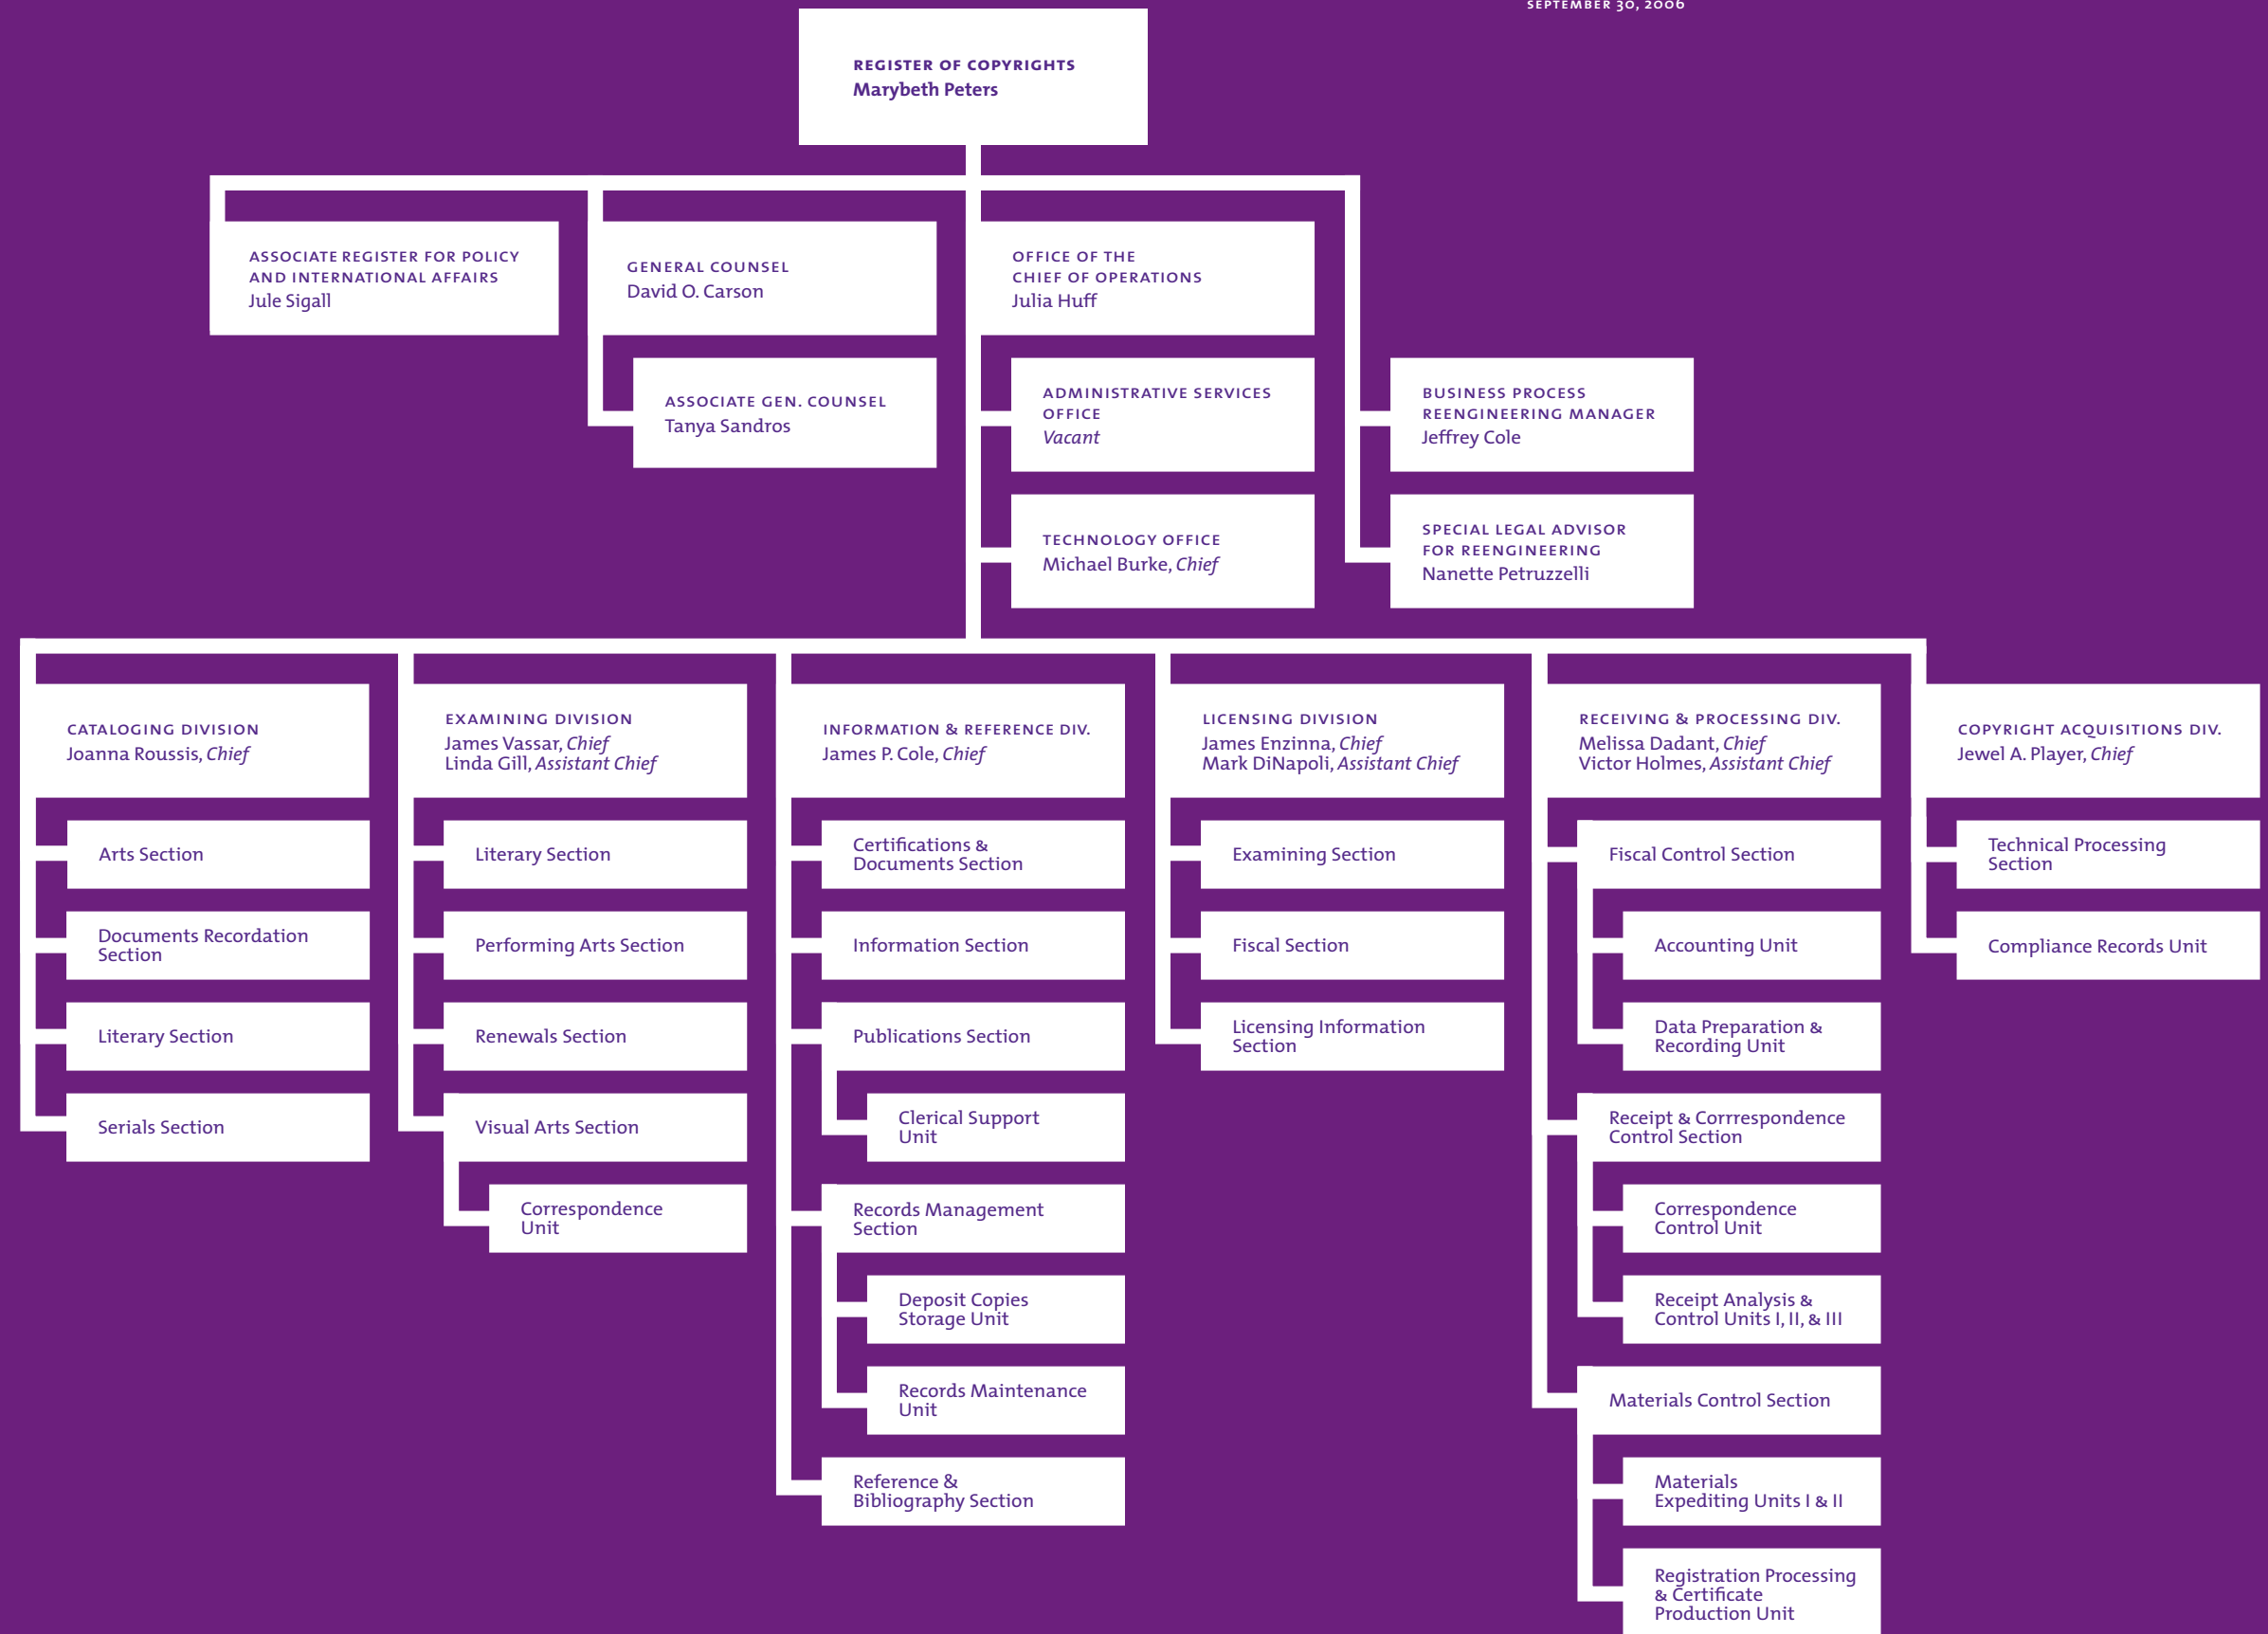 SEPTEMBER 30, 2006
REGISTER OF COPYRIGHTS
Marybeth Peters
ASSOCIATE REGISTER FOR POLICY
AND INTERNATIONAL AFFAIRS
Jule Sigall
GENERAL COUNSEL
David O. Carson
OFFICE OF THE
CHIEF OF OPERATIONS
Julia Huff
ASSOCIATE GEN. COUNSEL
Tanya Sandros
ADMINISTRATIVE SERVICES
OFFICE
Vacant
BUSINESS PROCESS
REENGINEERING MANAGER
Jeffrey Cole
TECHNOLOGY OFFICE
Michael Burke, Chief
SPECIAL LEGAL ADVISOR
FOR REENGINEERING
Nanette Petruzzelli
CATALOGING DIVISION
Joanna Roussis, Chief
Arts Section
Documents Recordation
Section
Literary Section
Serials Section
EXAMINING DIVISION
James Vassar, Chief
Linda Gill, Assistant Chief
Literary Section
Performing Arts Section
Renewals Section
Visual Arts Section
Correspondence
Unit
INFORMATION & REFERENCE DIV.
James P. Cole, Chief
Certifications &
Documents Section
Information Section
Publications Section
Clerical Support
Unit
Records Management
Section
Deposit Copies
Storage Unit
Records Maintenance
Unit
Reference &
Bibliography Section
LICENSING DIVISION
James Enzinna, Chief
Mark DiNapoli, Assistant Chief
Examining Section
Fiscal Section
Licensing Information
Section
RECEIVING & PROCESSING DIV.
Melissa Dadant, Chief
Victor Holmes, Assistant Chief
Fiscal Control Section
Accounting Unit
Data Preparation &
Recording Unit
Receipt & Corrrespondence
Control Section
Correspondence
Control Unit
Receipt Analysis &
Control Units I, II, & III
Materials Control Section
Materials
Expediting Units I & II
Registration Processing
& Certificate
Production Unit
COPYRIGHT ACQUISITIONS DIV.
Jewel A. Player, Chief
Technical Processing
Section
Compliance Records Unit